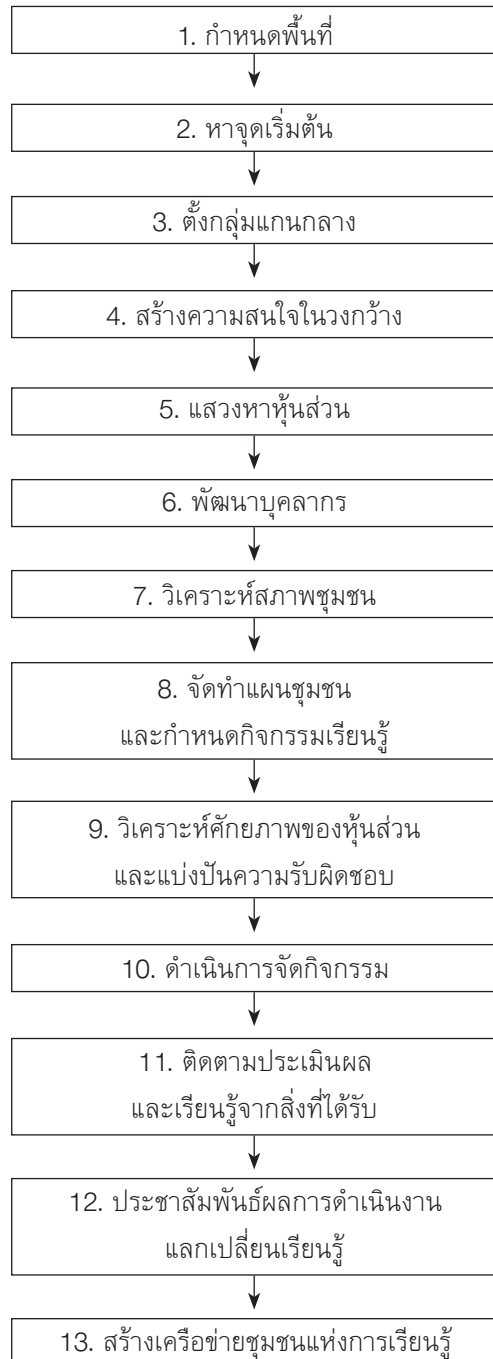 1. กำหนดพื้นที่
2. หาจุดเริ่มต้น
3. ตั้งกลุ่มแกนกลาง
4. สร้างความสนใจในวงกว้าง
5. แสวงหาหุ้นส่วน
6. พัฒนาบุคลากร
7. วิเคราะห์สภาพชุมชน
8. จัดทำแผนชุมชน
และกำหนดกิจกรรมเรียนรู้
9. วิเคราะห์ศักยภาพของหุ้นส่วน
และแบ่งปันความรับผิดชอบ
10. ดำเนินการจัดกิจกรรม
11. ติดตามประเมินผล
และเรียนรู้จากสิ่งที่ได้รับ
12. ประชาสัมพันธ์ผลการดำเนินงาน
แลกเปลี่ยนเรียนรู้
13. สร้างเครือข่ายชุมชนแห่งการเรียนรู้